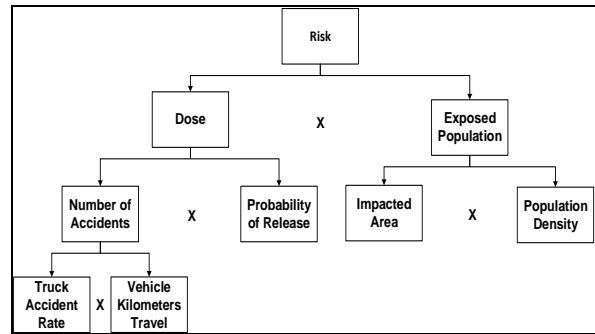 Risk
Dose
X
Exposed
Population
Number of
Accidents
X
Probability
of Release
Impacted
Area
X
Population
Density
Truck
Accident
Rate
X
Vehicle
Kilometers
Travel